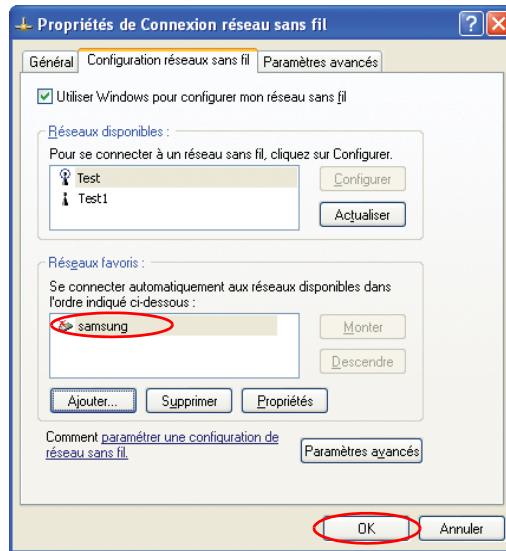 Propriétés de Connexion réseau sans fil
Général
Configuration réseaux sans fil
Paramètres avancés
Utiliser Windows pour configurer mon réseau sans fil
Réseaux disponibles :
Pour se connecter à un réseau sans fil, cliquez sur Configurer.
Test
Test1
Configurer
Actualiser
Réseaux favoris :
Se connecter automatiquement aux réseaux disponibles dans
l'ordre indiqué ci-dessous :
samsung
Monter
Descendre
Ajouter...
Supprimer
Propriétés
Comment paramétrer une configuration de
réseau sans fil.
Paramètres avancés
OK
Annuler